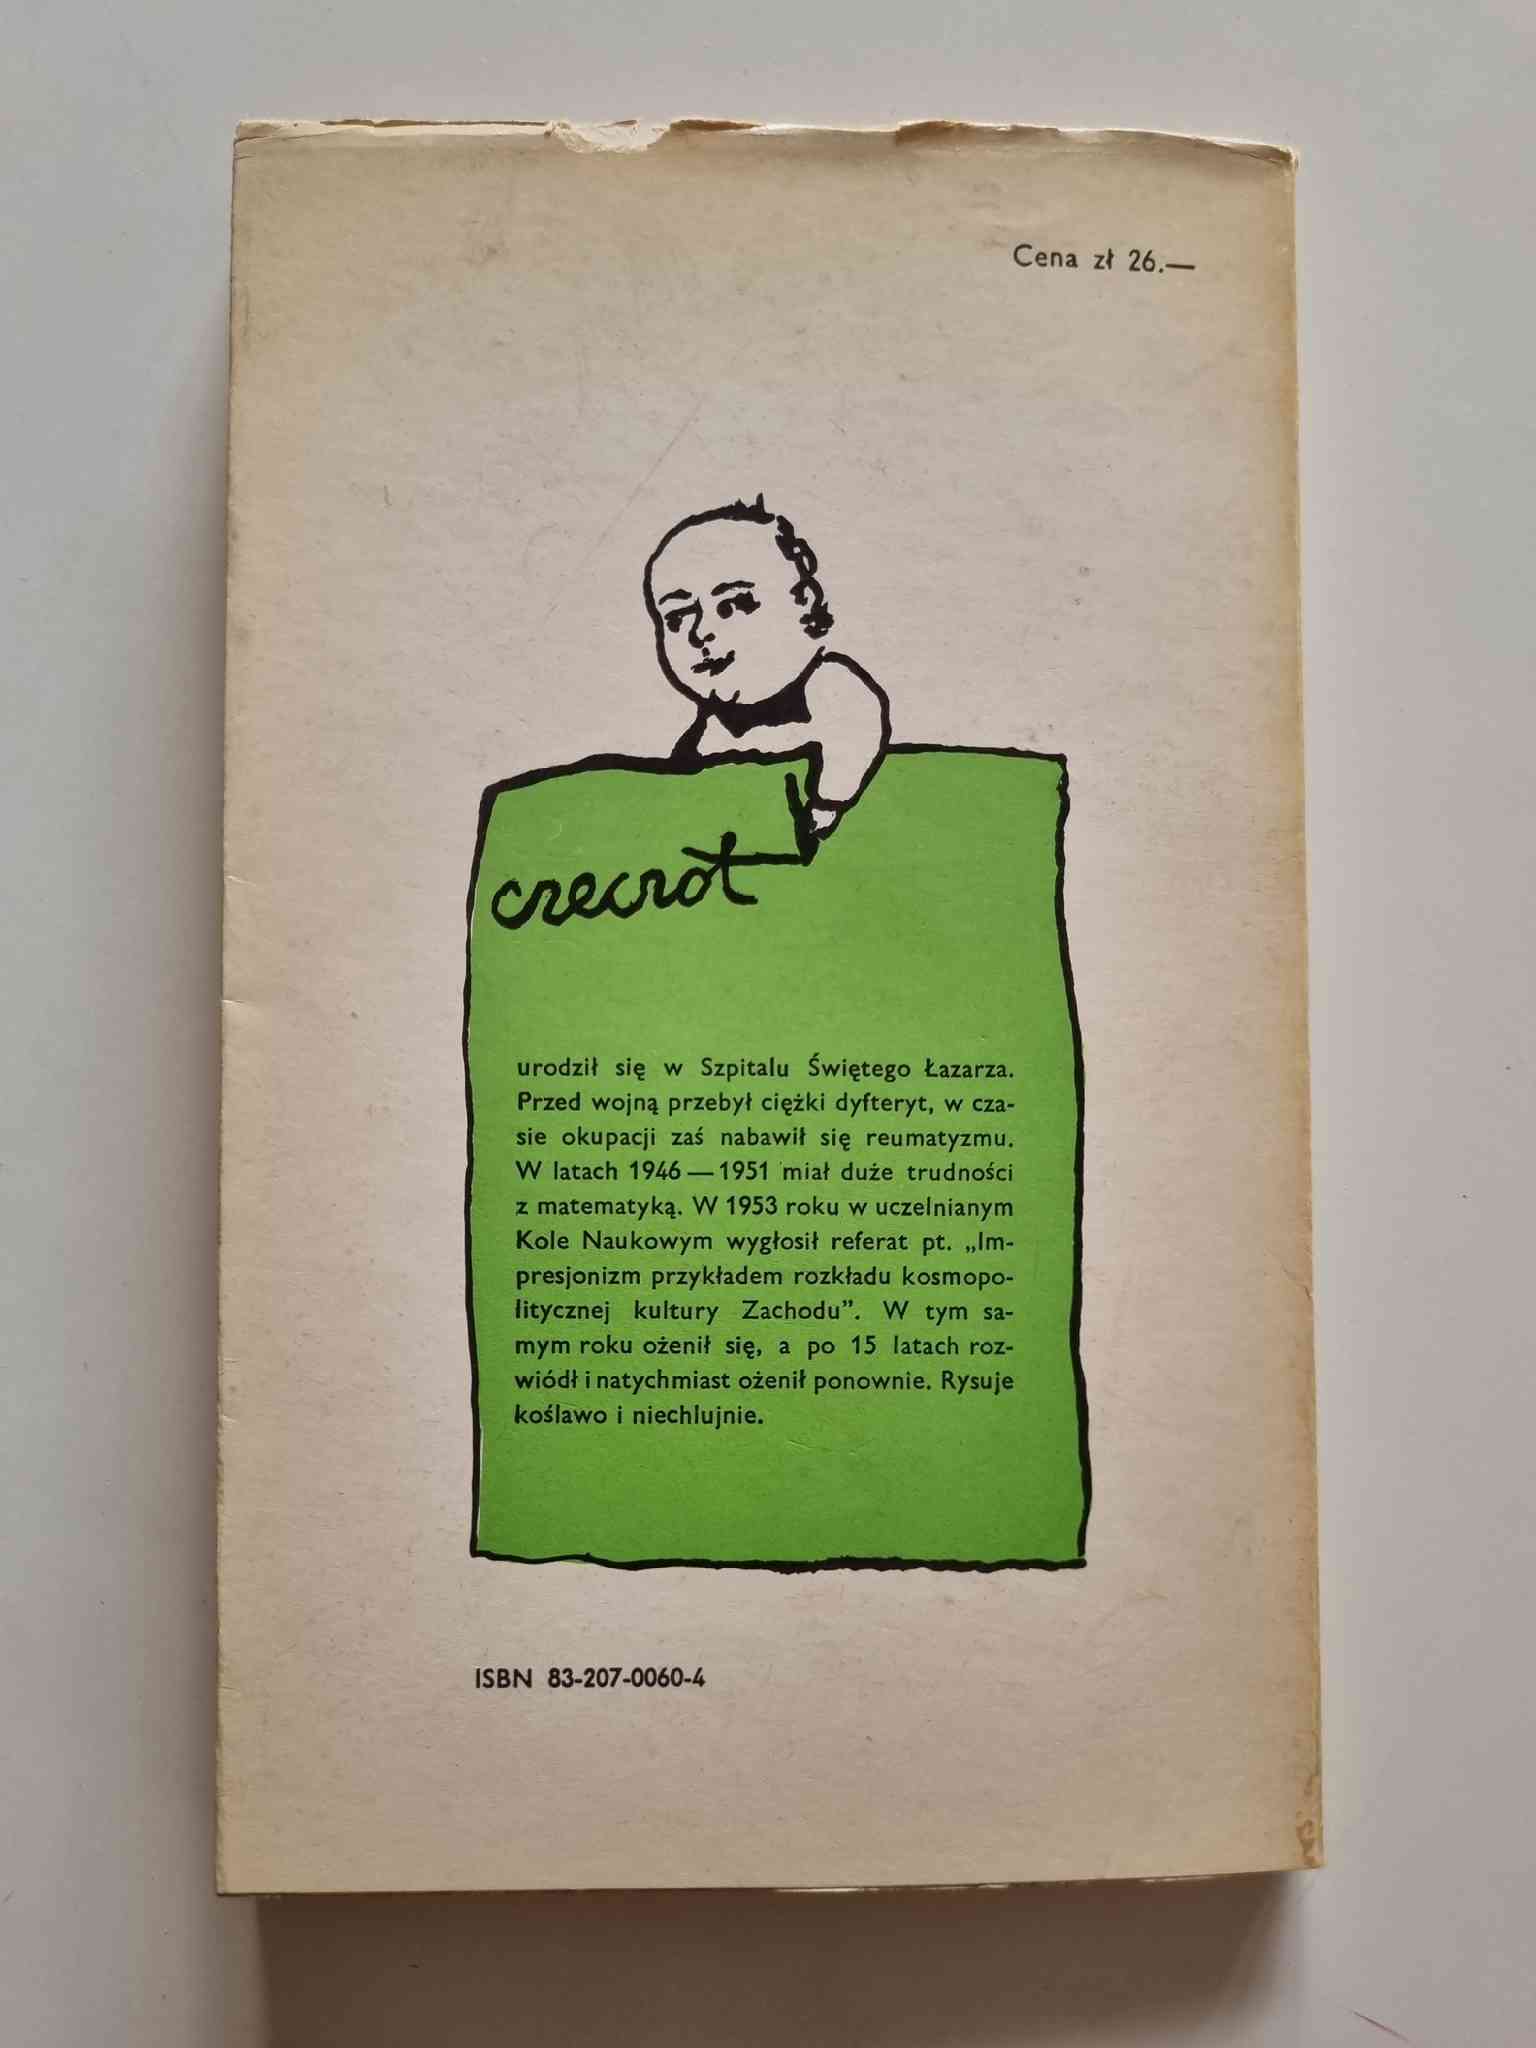 Cena zł 26.—
czeczot
urodził się w Szpitalu Świętego Łazarza.
Przed wojną przebył ciężki dyfteryt, w cza-
sie okupacji zaś nabawił się reumatyzmu.
W latach 1946 — 1951 miał duże trudności
z matematyką. W 1953 roku w uczelnianym
Kole Naukowym wygłosił referat pt. „Im-
presjonizm przykładem rozkładu kosmopo-
litycznej kultury Zachodu”. W tym sa-
mym roku ożenił się, a po 15 latach roz-
wiódł i natychmiast ożenił ponownie. Rysuje
koślawo i niechlujnie.
ISBN 83-207-0060-4